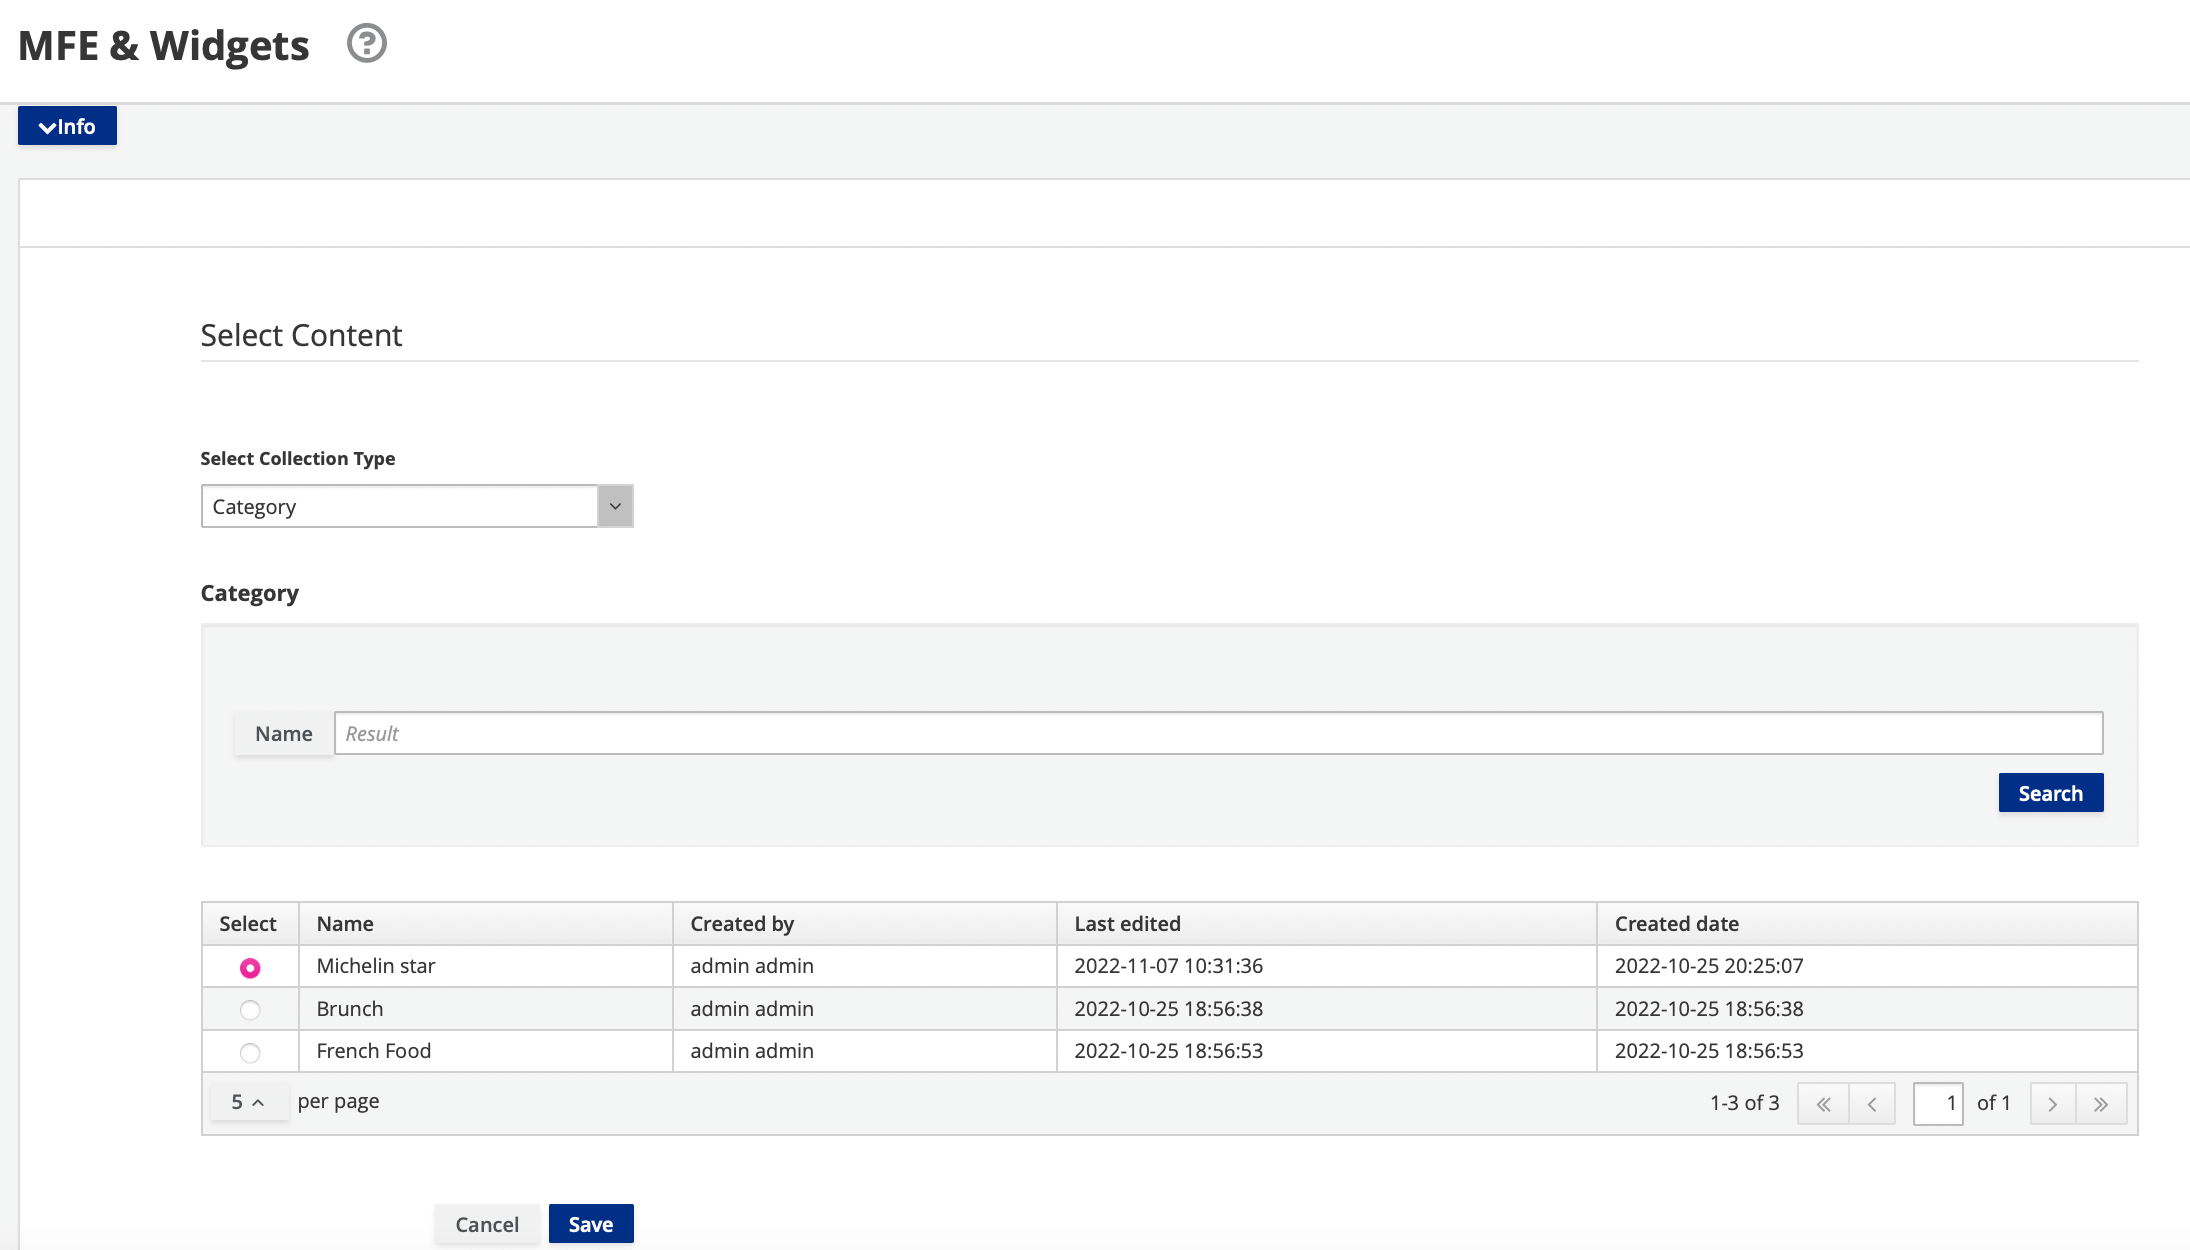 MFE & Widgets
Info
Select Content
Select Collection Type
Category
Category
Name Result
Search
Select Name Created by Last edited Created date
Michelin star admin admin 2022-11-07 10:31:36 2022-10-25 20:25:07
Brunch admin admin 2022-10-25 18:56:38 2022-10-25 18:56:38
French Food admin admin 2022-10-25 18:56:53 2022-10-25 18:56:53
5 per page 1-3 of 3 « < 1 of 1 > »
Cancel Save